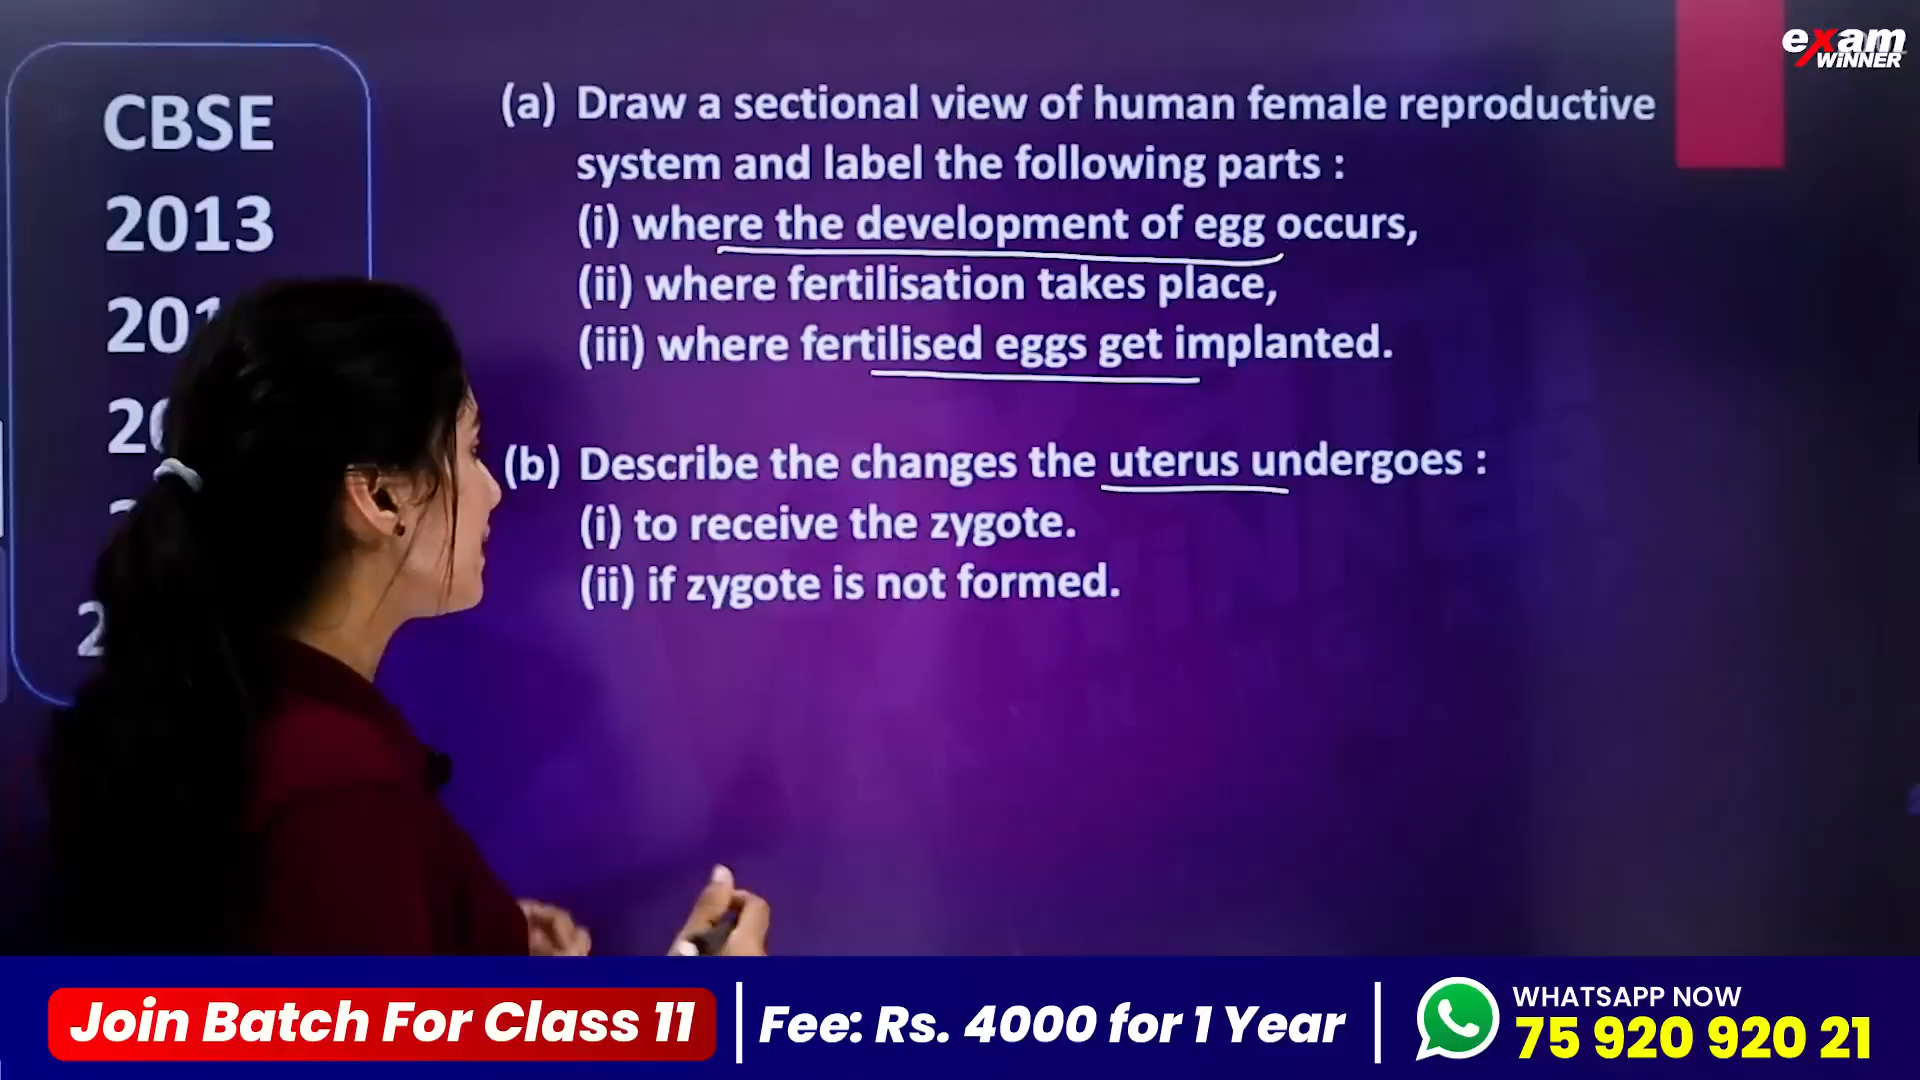 exam
WiNNER
CBSE
2013
(a) Draw a sectional view of human female reproductive
system and label the following parts :
(i) where the development of egg occurs,
(ii) where fertilisation takes place,
(iii) where fertilised eggs get implanted.
(b) Describe the changes the uterus undergoes :
(i) to receive the zygote.
(ii) if zygote is not formed.
Join Batch For Class 11
Fee: Rs. 4000 for 1 Year
WHATSAPP NOW
75 920 920 21